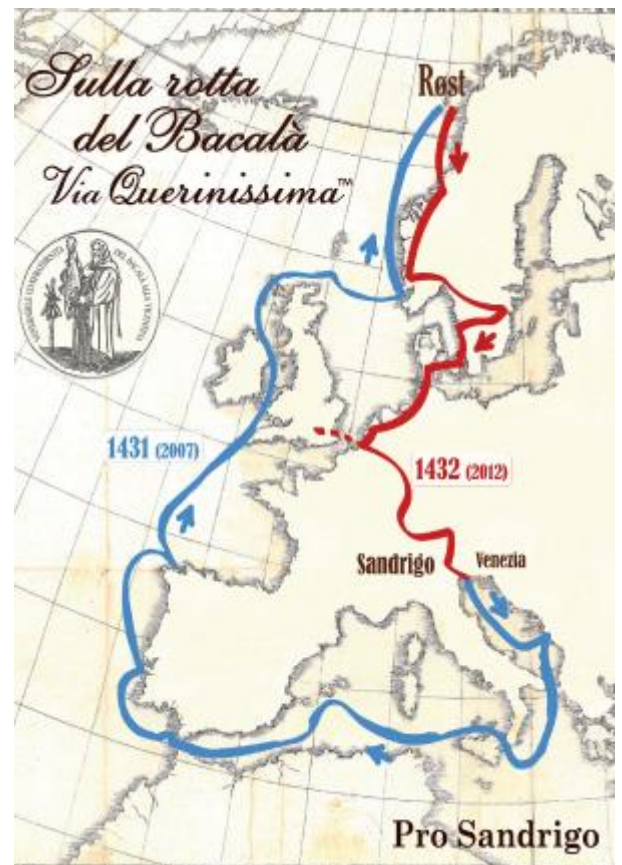 Sulla rotta
del Bacalà
Via Querinissima™
Røst
1431 (2007)
1432 (2012)
Sandrigo
Venezia
Pro Sandrigo